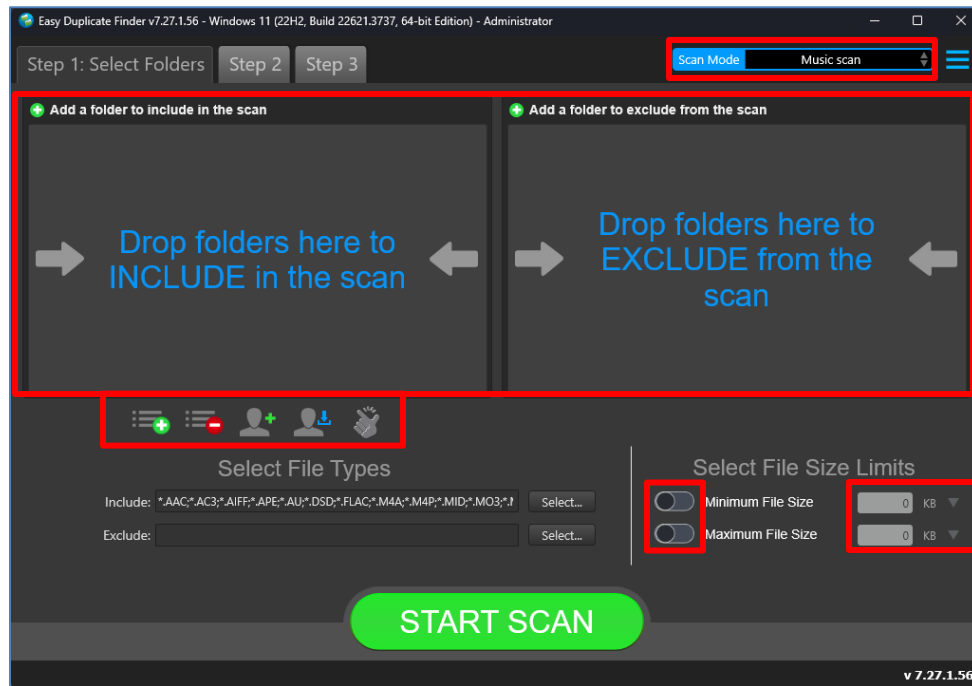 Easy Duplicate Finder v7.27.1.56 - Windows 11 (22H2, Build 22621.3737, 64-bit Edition) - Administrator
Step 1: Select Folders
Step 2
Step 3
Scan Mode
Music scan
Add a folder to include in the scan
Add a folder to exclude from the scan
Drop folders here to
INCLUDE in the scan
Drop folders here to
EXCLUDE from the
scan
Select File Types
Include:
*.AAC;*.AC3;*.AIFF;*.APE;*.AU;*.DSD;*.FLAC;*.M4A;*.M4P;*.MID;*.MO3;*.
Select...
Exclude:
Select...
Select File Size Limits
Minimum File Size
0 KB
Maximum File Size
0 KB
START SCAN
v 7.27.1.56